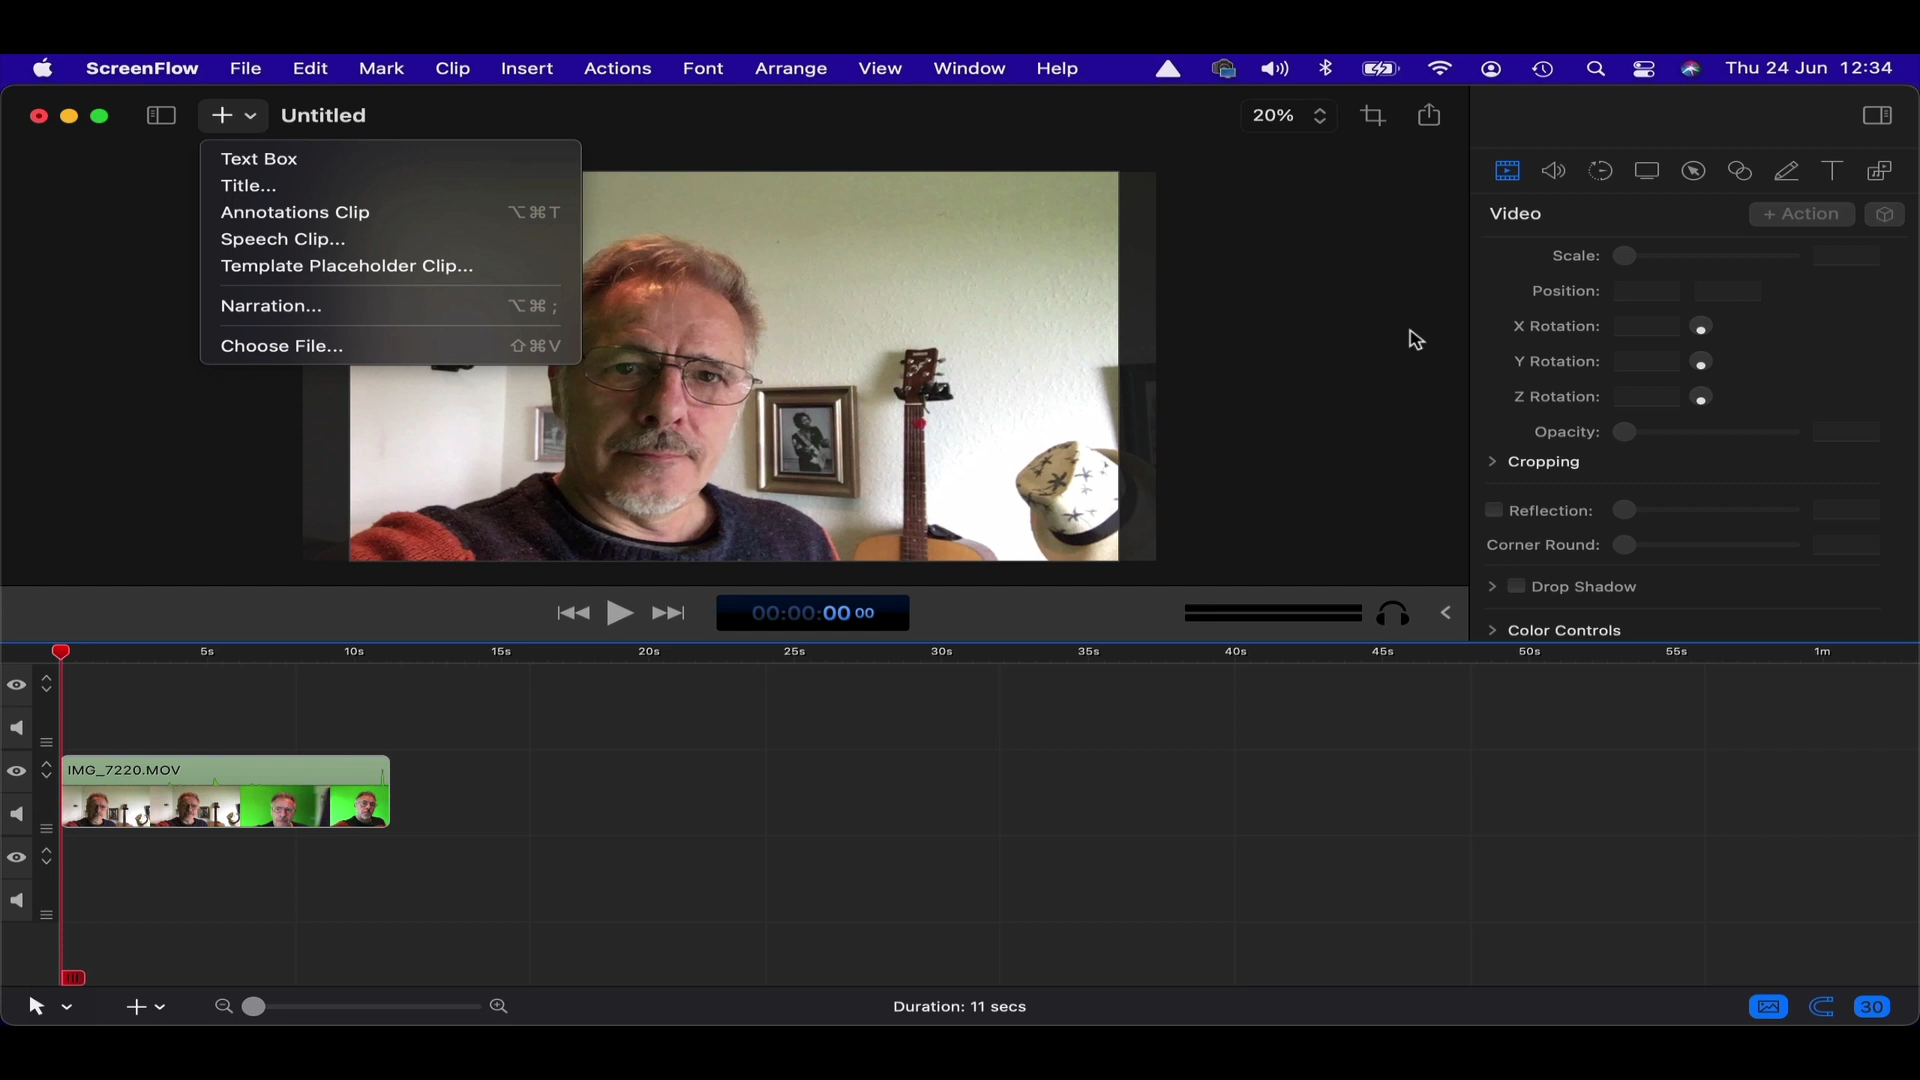 ScreenFlow File Edit Mark Clip Insert Actions Font Arrange View Window Help Thu 24 Jun 12:34
Untitled
20%
Text Box
Title...
Annotations Clip ⌥⌘T
Speech Clip...
Template Placeholder Clip...
Narration... ⌥⌘;
Choose File... ⇧⌘V
Video
+ Action
Scale:
Position:
X Rotation:
Y Rotation:
Z Rotation:
Opacity:
Cropping
Reflection:
Corner Round:
Drop Shadow
Color Controls
00:00:00 00
5s 10s 15s 20s 25s 30s 35s 40s 45s 50s 55s 1m
IMG_7220.MOV
Duration: 11 secs
30